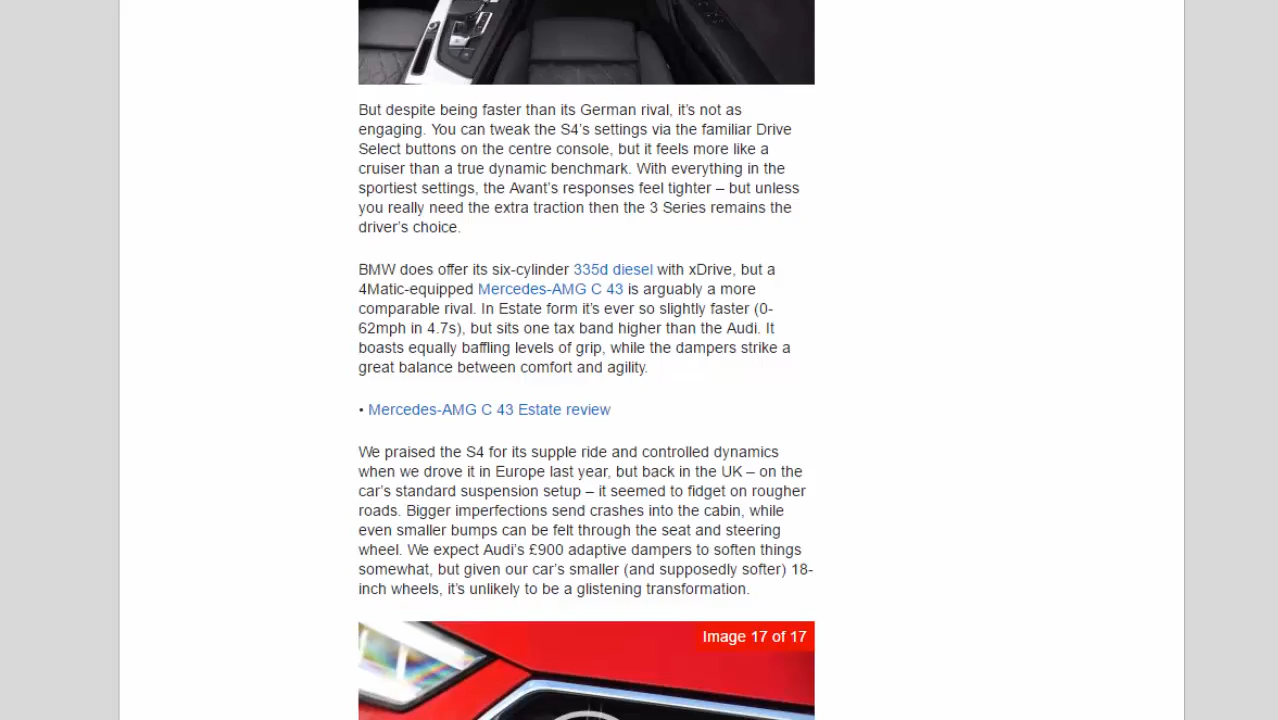 But despite being faster than its German rival, it’s not as
engaging. You can tweak the S4’s settings via the familiar Drive
Select buttons on the centre console, but it feels more like a
cruiser than a true dynamic benchmark. With everything in the
sportiest settings, the Avant’s responses feel tighter – but unless
you really need the extra traction then the 3 Series remains the
driver’s choice.
BMW does offer its six-cylinder 335d diesel with xDrive, but a
4Matic-equipped Mercedes-AMG C 43 is arguably a more
comparable rival. In Estate form it’s ever so slightly faster (0-
62mph in 4.7s), but sits one tax band higher than the Audi. It
boasts equally baffling levels of grip, while the dampers strike a
great balance between comfort and agility.
• Mercedes-AMG C 43 Estate review
We praised the S4 for its supple ride and controlled dynamics
when we drove it in Europe last year, but back in the UK – on the
car’s standard suspension setup – it seemed to fidget on rougher
roads. Bigger imperfections send crashes into the cabin, while
even smaller bumps can be felt through the seat and steering
wheel. We expect Audi’s £900 adaptive dampers to soften things
somewhat, but given our car’s smaller (and supposedly softer) 18-
inch wheels, it’s unlikely to be a glistening transformation.
Image 17 of 17